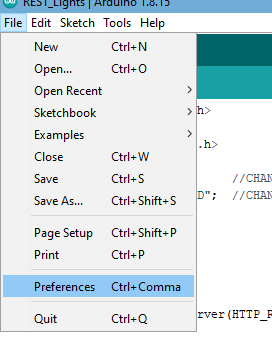 REST_Lights | Arduino 1.8.15
File Edit Sketch Tools Help
New Ctrl+N
Open... Ctrl+O
Open Recent >
Sketchbook >
Examples >
Close Ctrl+W
Save Ctrl+S
Save As... Ctrl+Shift+S
Page Setup Ctrl+Shift+P
Print Ctrl+P
Preferences Ctrl+Comma
Quit Ctrl+Q
h>
.h>
//CHAN
D"; //CHAN
rver(HTTP_R